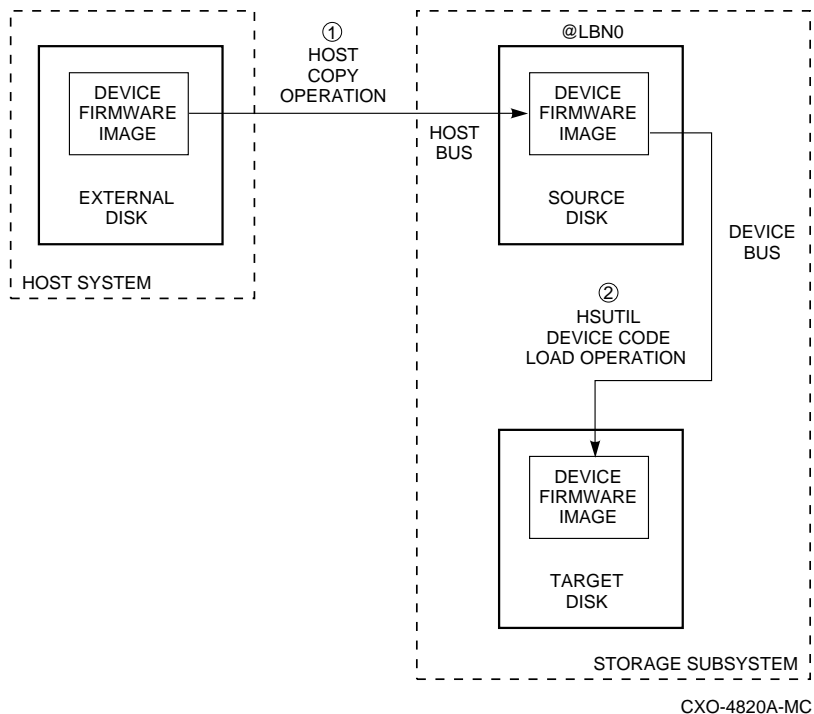 ①
HOST
COPY
OPERATION
@LBN0
DEVICE
FIRMWARE
IMAGE
EXTERNAL
DISK
HOST SYSTEM
HOST
BUS
DEVICE
FIRMWARE
IMAGE
SOURCE
DISK
DEVICE
BUS
②
HSUTIL
DEVICE CODE
LOAD OPERATION
DEVICE
FIRMWARE
IMAGE
TARGET
DISK
STORAGE SUBSYSTEM
CXO-4820A-MC